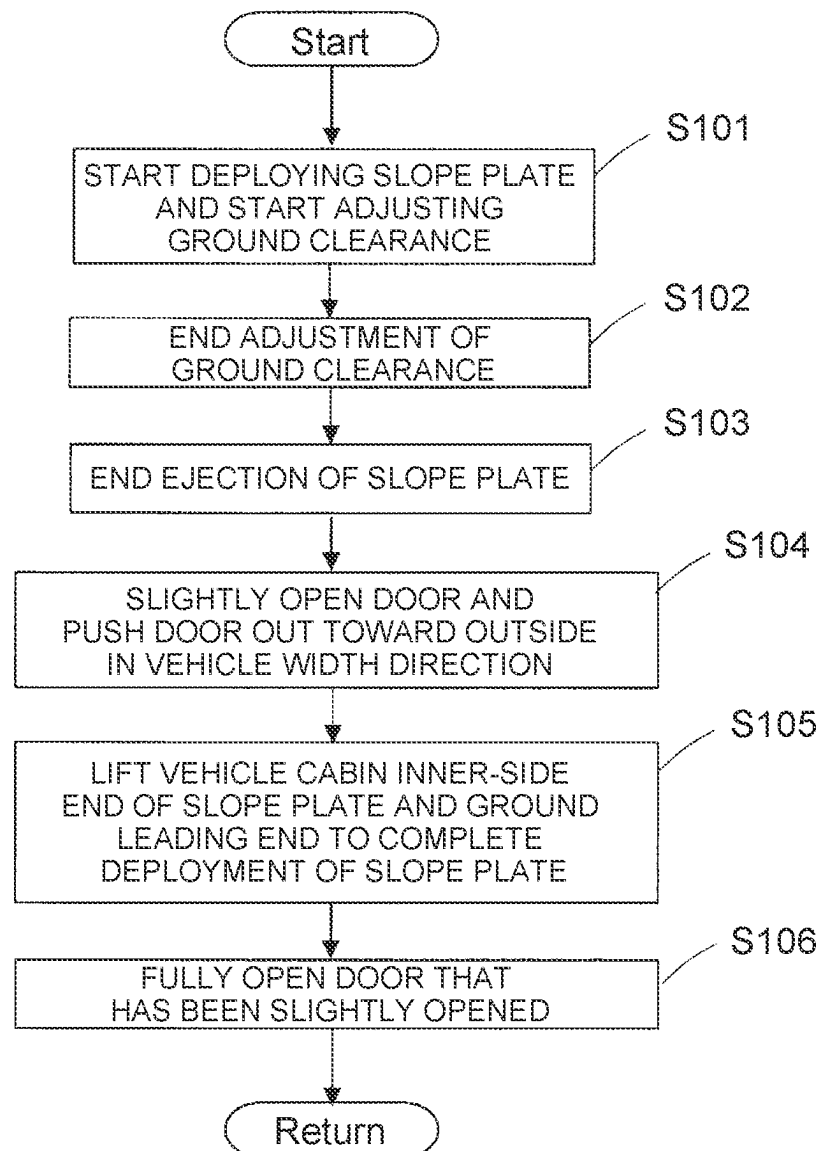 Start
S101
START DEPLOYING SLOPE PLATE
AND START ADJUSTING
GROUND CLEARANCE
S102
END ADJUSTMENT OF
GROUND CLEARANCE
S103
END EJECTION OF SLOPE PLATE
S104
SLIGHTLY OPEN DOOR AND
PUSH DOOR OUT TOWARD OUTSIDE
IN VEHICLE WIDTH DIRECTION
S105
LIFT VEHICLE CABIN INNER-SIDE
END OF SLOPE PLATE AND GROUND
LEADING END TO COMPLETE
DEPLOYMENT OF SLOPE PLATE
S106
FULLY OPEN DOOR THAT
HAS BEEN SLIGHTLY OPENED
Return